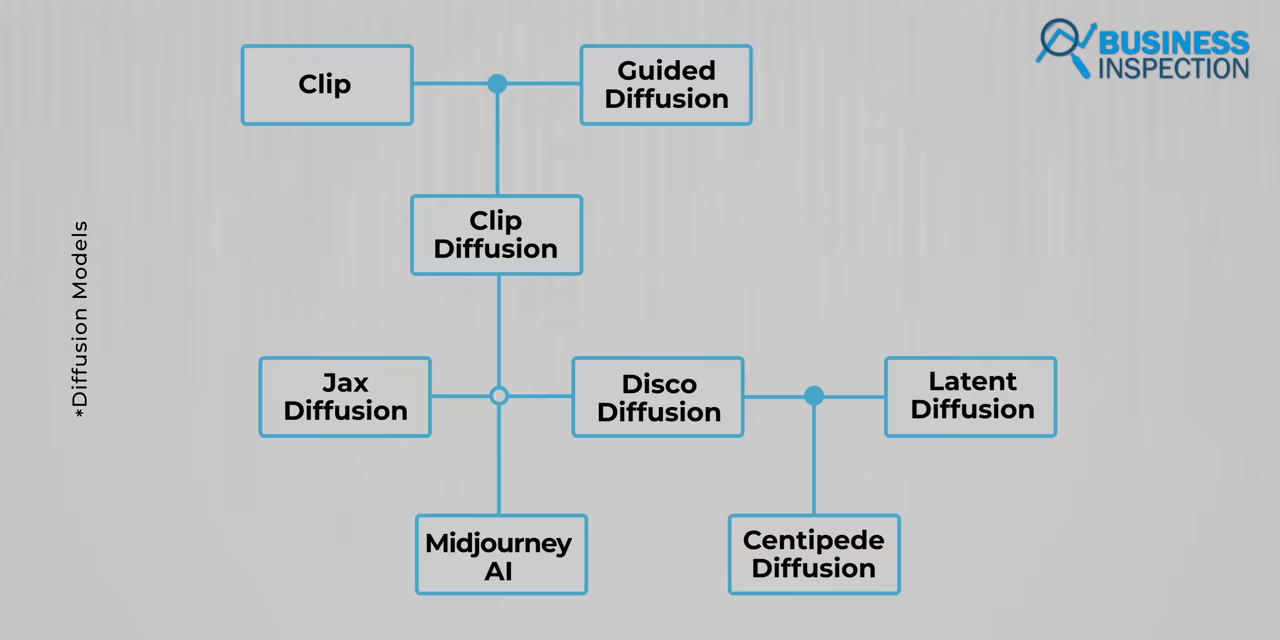 BUSINESS
INSPECTION
Clip
Guided
Diffusion
Clip
Diffusion
*Diffusion Models
Jax
Diffusion
Disco
Diffusion
Latent
Diffusion
Midjourney
AI
Centipede
Diffusion